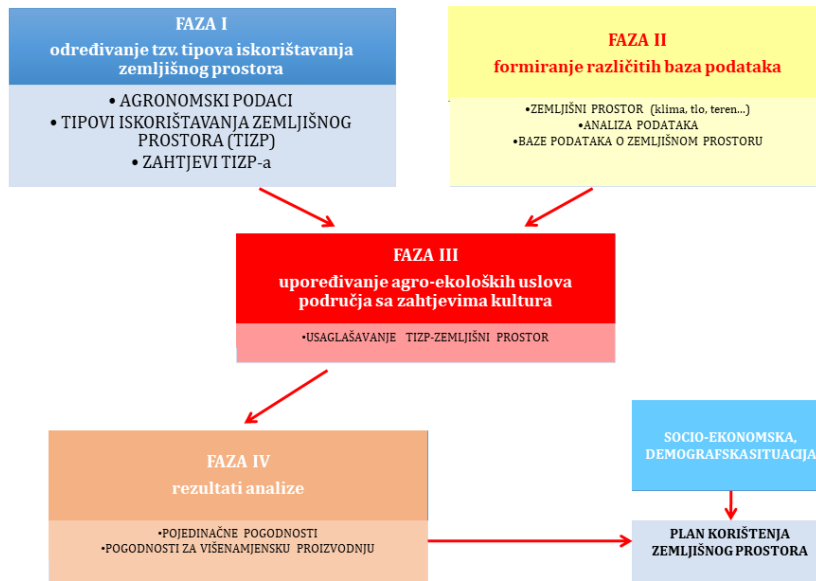 FAZA I
određivanje tzv. tipova iskorištavanja
zemljišnog prostora
• AGRONOMSKI PODACI
• TIPOVI ISKORIŠTAVANJA ZEMLJIŠNOG
PROSTORA (TIZP)
• ZAHTJEVI TIZP-a
FAZA II
formiranje različitih baza podataka
•ZEMLJIŠNI PROSTOR (klima, tlo, teren...)
•ANALIZA PODATAKA
•BAZE PODATAKA O ZEMLJIŠNOM PROSTORU
FAZA III
upoređivanje agro-ekoloških uslova
područja sa zahtjevima kultura
•USAGLAŠAVANJE TIZP-ZEMLJIŠNI PROSTOR
FAZA IV
rezultati analize
•POJEDINAČNE POGODNOSTI
•POGODNOSTI ZA VIŠENAMJENSKU PROIZVODNJU
SOCIO-EKONOMSKA,
DEMOGRAFSKASITUACIJA
PLAN KORIŠTENJA
ZEMLJIŠNOG PROSTORA